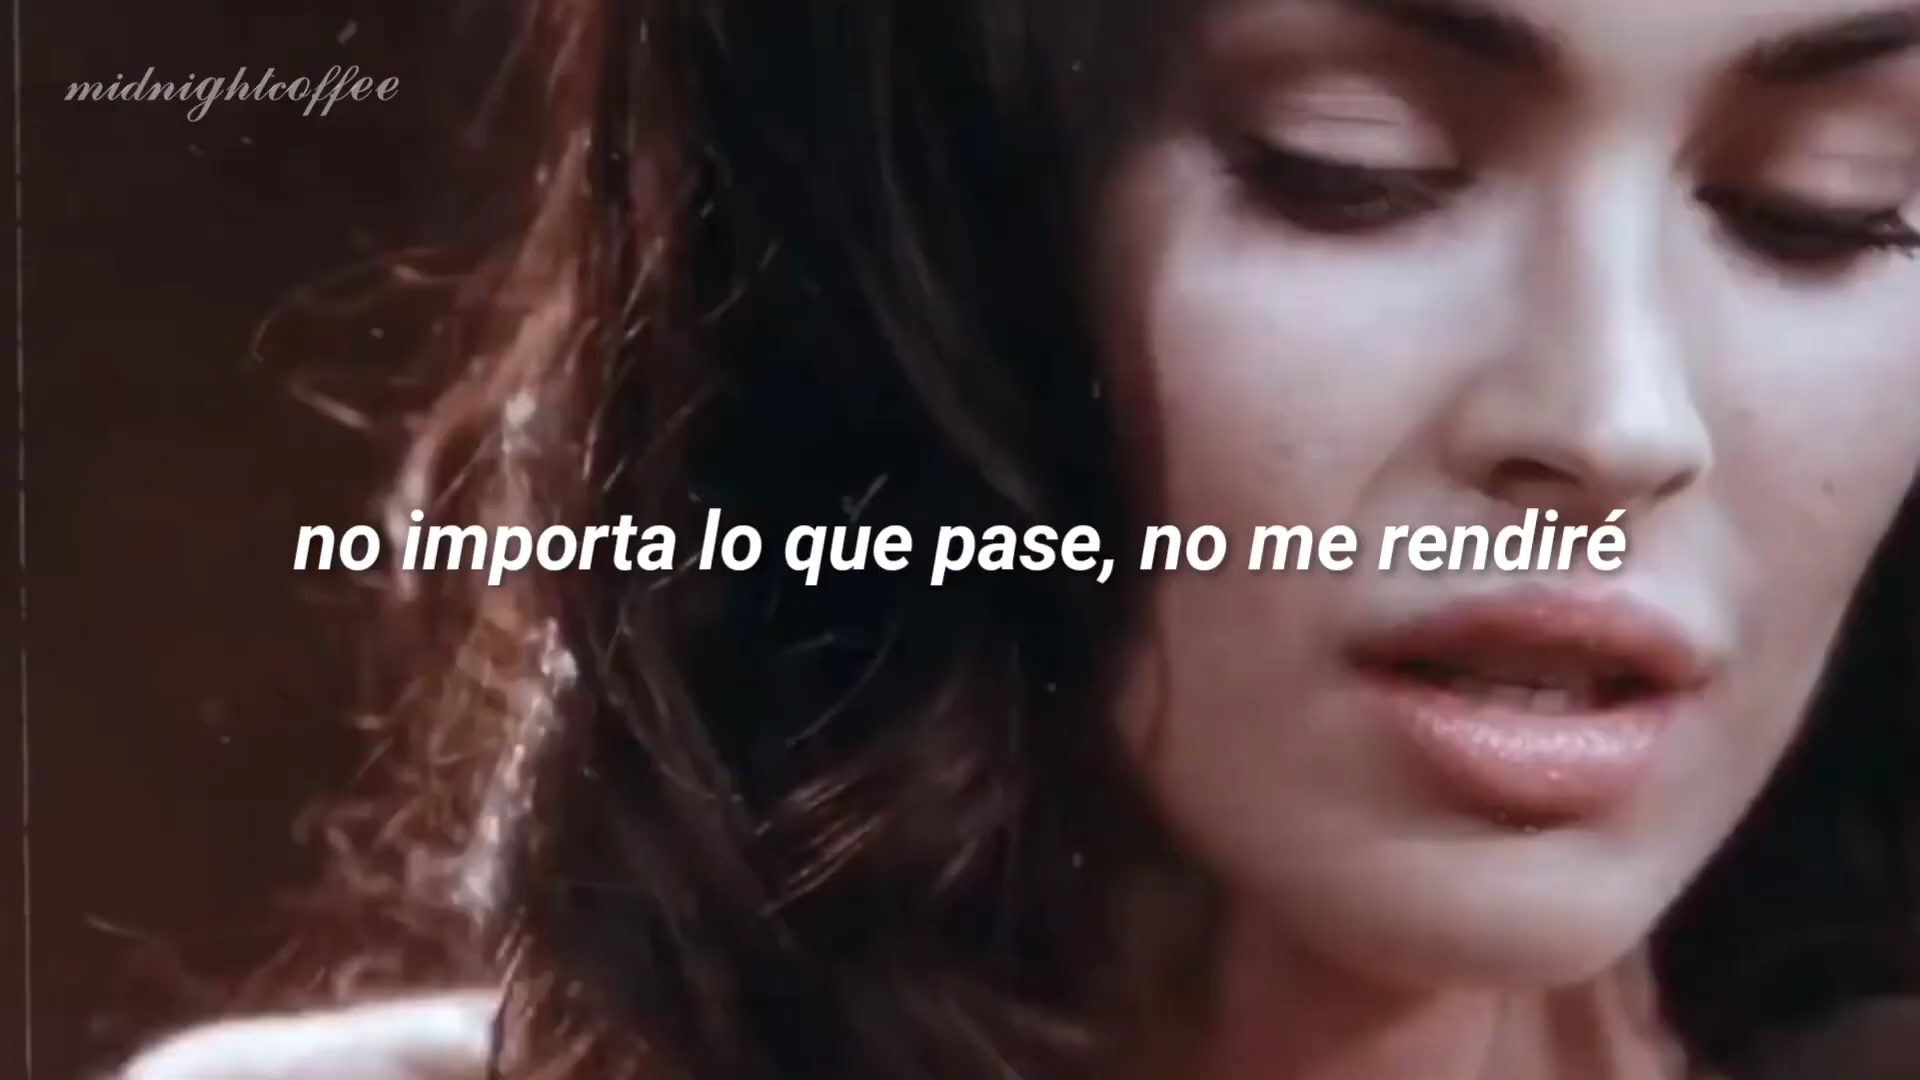 midnightcoffee
no importa lo que pase, no me rendiré